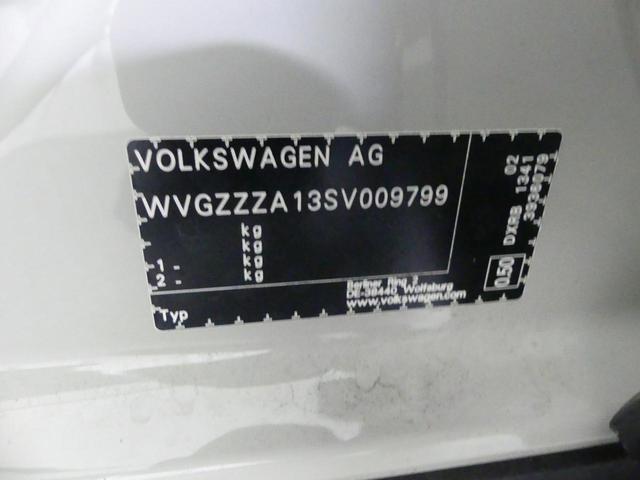 VOLKSWAGEN AG
WVGZZZA13SV009799
kg
kg
1 - kg
2 - kg
Typ
Berliner Ring 2
DE-38440 Wolfsburg
www.volkswagen.com
0.50
02
1341
3938079